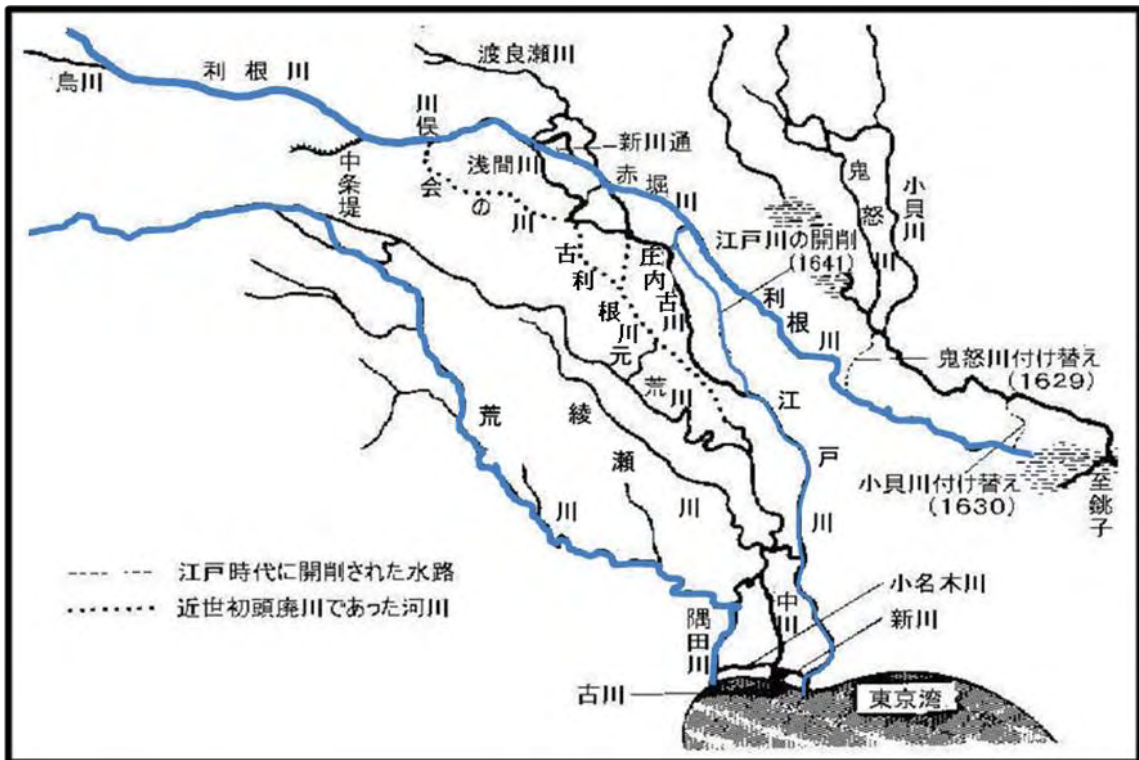 渡良瀬川
利根川
烏川
川俣
新川通
浅間川
赤堀川
中条堤
会の川
鬼怒川
小貝川
江戸川の開削
(1641)
古利根川
庄内古川
利根川
元荒川
鬼怒川付け替え
(1629)
荒川
綾瀬川
江戸川
小貝川付け替え
(1630)
至銚子
江戸時代に開削された水路
近世初頭廃川であった河川
隅田川
中川
小名木川
新川
古川
東京湾